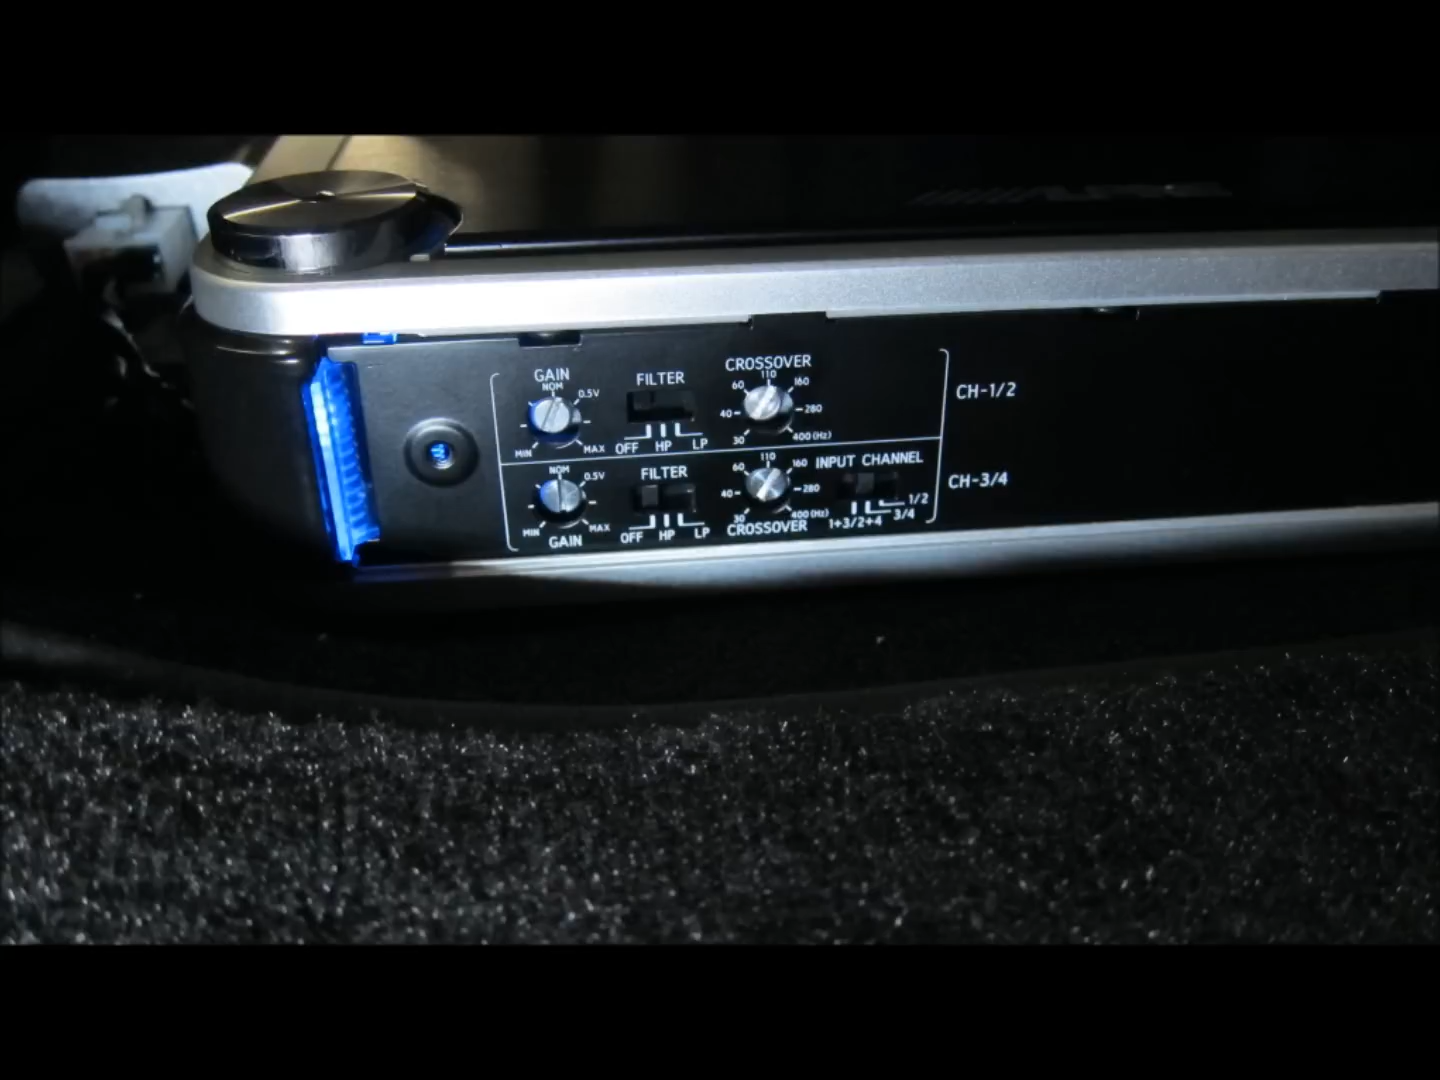 GAIN
NOM
0.5V
MIN
MAX
FILTER
OFF HP LP
CROSSOVER
110
60 160
40 280
30 400(Hz)
CH-1/2
NOM
0.5V
MIN MAX
GAIN
FILTER
OFF HP LP
110
60 160
40 280
30 400(Hz)
CROSSOVER
INPUT CHANNEL
1/2
3/4
1+3/2+4
CH-3/4